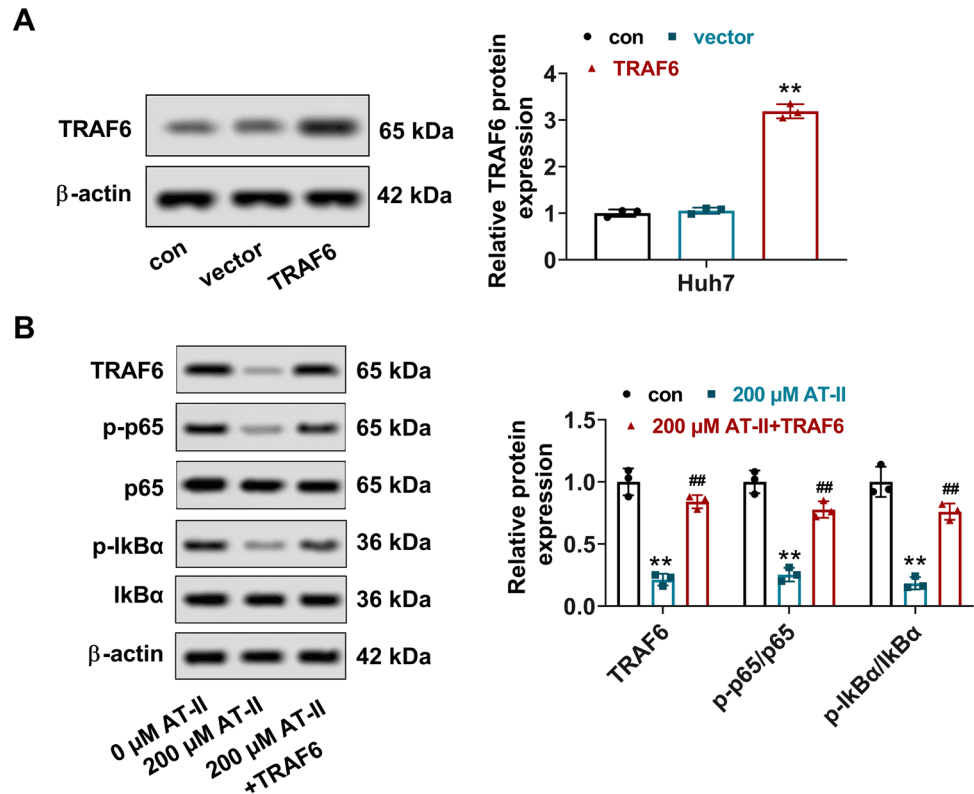 A
TRAF6
65 kDa
β-actin
42 kDa
con
vector
TRAF6
con
vector
TRAF6
Relative TRAF6 protein
expression
4
3
2
1
0
**
Huh7
B
TRAF6
65 kDa
p-p65
65 kDa
p65
65 kDa
p-IkBα
36 kDa
IkBα
36 kDa
β-actin
42 kDa
0 μM AT-II
200 μM AT-II
200 μM AT-II
+TRAF6
con
200 μM AT-II
200 μM AT-II+TRAF6
Relative protein
expression
1.5
1.0
0.5
0.0
**
##
**
##
**
##
TRAF6
p-p65/p65
p-IkBα/IkBα